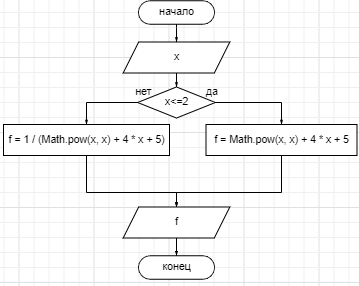 начало
x
нет
да
x<=2
f = 1 / (Math.pow(x, x) + 4 * x + 5)
f = Math.pow(x, x) + 4 * x + 5
f
конец